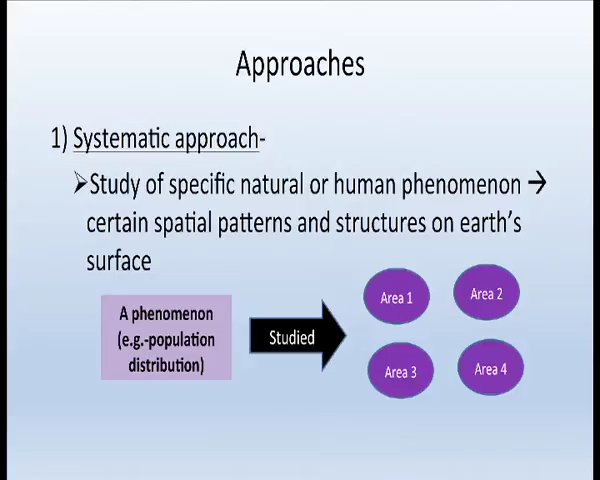 Approaches
1) Systematic approach-
➢Study of specific natural or human phenomenon →
certain spatial patterns and structures on earth's
surface
A phenomenon
(e.g.-population
distribution)
Studied
Area 1
Area 2
Area 3
Area 4